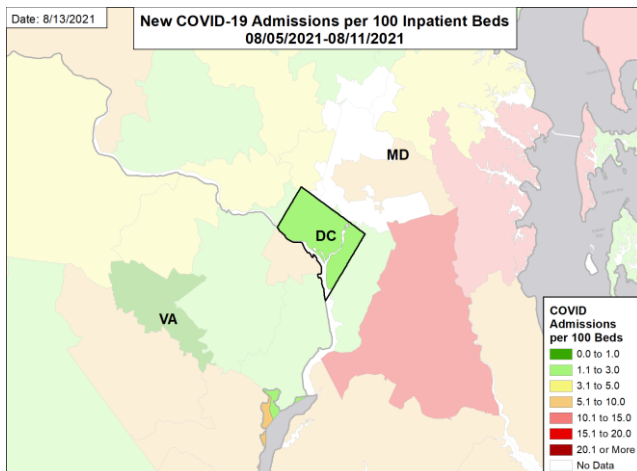 Date: 8/13/2021
New COVID-19 Admissions per 100 Inpatient Beds
08/05/2021-08/11/2021
MD
DC
VA
COVID
Admissions
per 100 Beds
0.0 to 1.0
1.1 to 3.0
3.1 to 5.0
5.1 to 10.0
10.1 to 15.0
15.1 to 20.0
20.1 or More
No Data